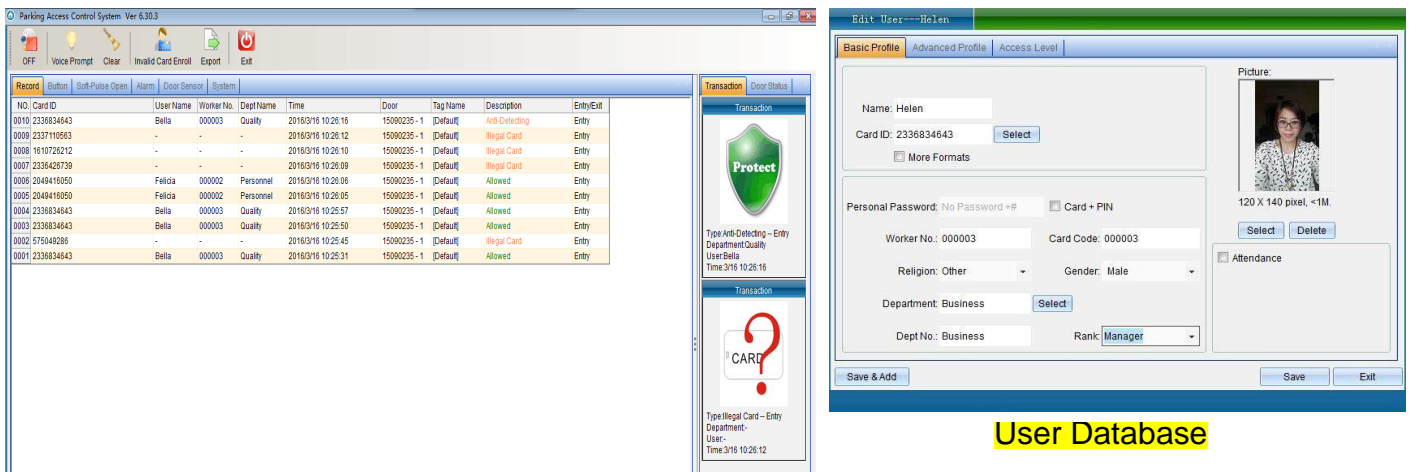 Parking Access Control System Ver 6.30.3
OFF Voice Prompt Clear Invalid Card Enroll Export Exit
Record Button Soft-Pulse Open Alarm Door Sensor System
NO. Card ID User Name Worker No. Dept Name Time Door Tag Name Description Entry/Exit
0010 2336834643 Bella 000003 Quality 2016/3/16 10:26:16 15090235 - 1 [Default] Anti-Detecting Entry
0009 2337110563 - - - 2016/3/16 10:26:12 15090235 - 1 [Default] Illegal Card Entry
0008 1610726212 - - - 2016/3/16 10:26:10 15090235 - 1 [Default] Illegal Card Entry
0007 2336426739 - - - 2016/3/16 10:26:09 15090235 - 1 [Default] Illegal Card Entry
0006 2049416050 Felicia 000002 Personnel 2016/3/16 10:26:06 15090235 - 1 [Default] Allowed Entry
0005 2049416050 Felicia 000002 Personnel 2016/3/16 10:26:05 15090235 - 1 [Default] Allowed Entry
0004 2336834643 Bella 000003 Quality 2016/3/16 10:25:57 15090235 - 1 [Default] Allowed Entry
0003 2336834643 Bella 000003 Quality 2016/3/16 10:25:50 15090235 - 1 [Default] Allowed Entry
0002 575049286 - - - 2016/3/16 10:25:45 15090235 - 1 [Default] Illegal Card Entry
0001 2336834643 Bella 000003 Quality 2016/3/16 10:25:31 15090235 - 1 [Default] Allowed Entry
Transaction Door Status
Transaction
Protect
Type:Anti-Detecting -- Entry
Department:Quality
User:Bella
Time:3/16 10:26:16
Transaction
CARD
?
Type:Illegal Card -- Entry
Department:-
User:-
Time:3/16 10:26:12
Edit User---Helen
Basic Profile Advanced Profile Access Level
Name: Helen
Card ID: 2336834643 Select
More Formats
Picture:
120 X 140 pixel, <1M.
Select Delete
Personal Password: No Password +# Card + PIN
Worker No.: 000003 Card Code: 000003
Religion: Other Gender: Male
Department: Business Select
Dept No.: Business Rank: Manager
Attendance
Save & Add Save Exit
User Database